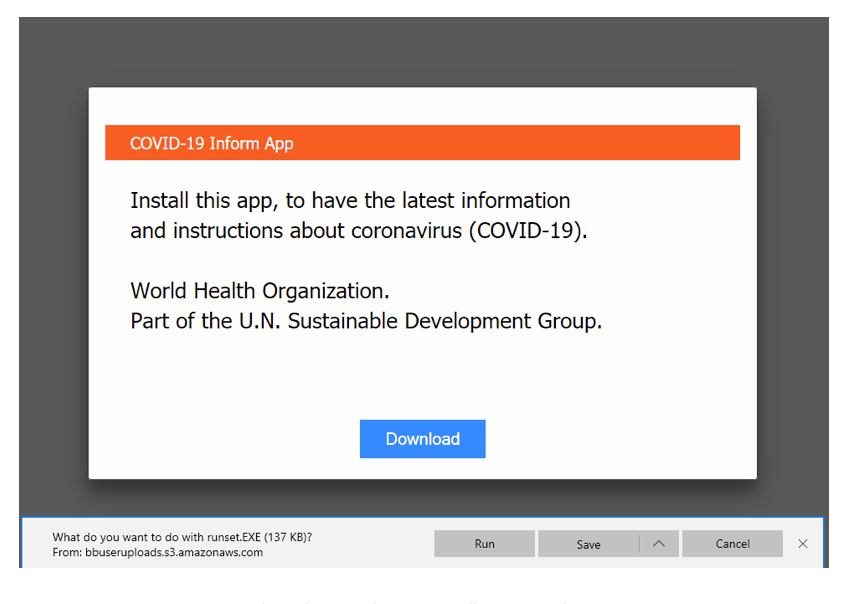 COVID-19 Inform App
Install this app, to have the latest information
and instructions about coronavirus (COVID-19).
World Health Organization.
Part of the U.N. Sustainable Development Group.
Download
What do you want to do with runset.EXE (137 KB)?
From: bbuseruploads.s3.amazonaws.com
Run
Save
Cancel